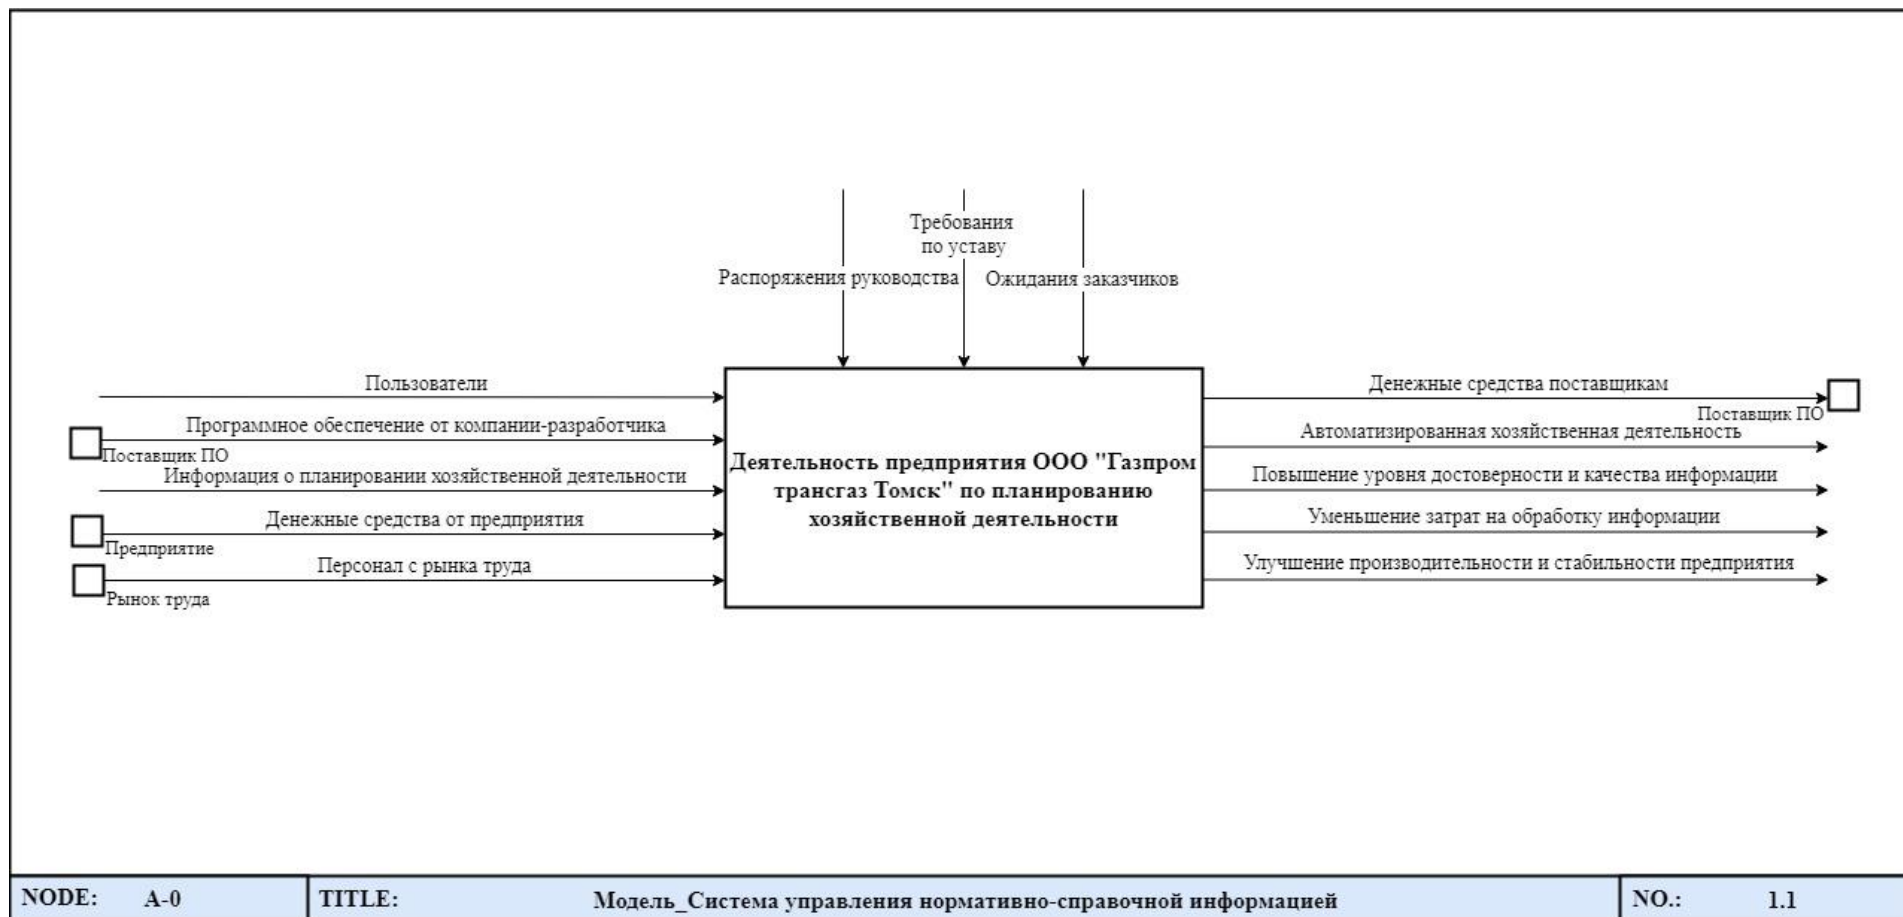 Требования
по уставу
Распоряжения руководства
Ожидания заказчиков
Пользователи
Программное обеспечение от компании-разработчика
Поставщик ПО
Информация о планировании хозяйственной деятельности
Денежные средства от предприятия
Предприятие
Персонал с рынка труда
Рынок труда
Деятельность предприятия ООО "Газпром
трансгаз Томск" по планированию
хозяйственной деятельности
Денежные средства поставщикам
Поставщик ПО
Автоматизированная хозяйственная деятельность
Повышение уровня достоверности и качества информации
Уменьшение затрат на обработку информации
Улучшение производительности и стабильности предприятия
NODE: A-0 TITLE: Модель_Система управления нормативно-справочной информацией NO.: 1.1